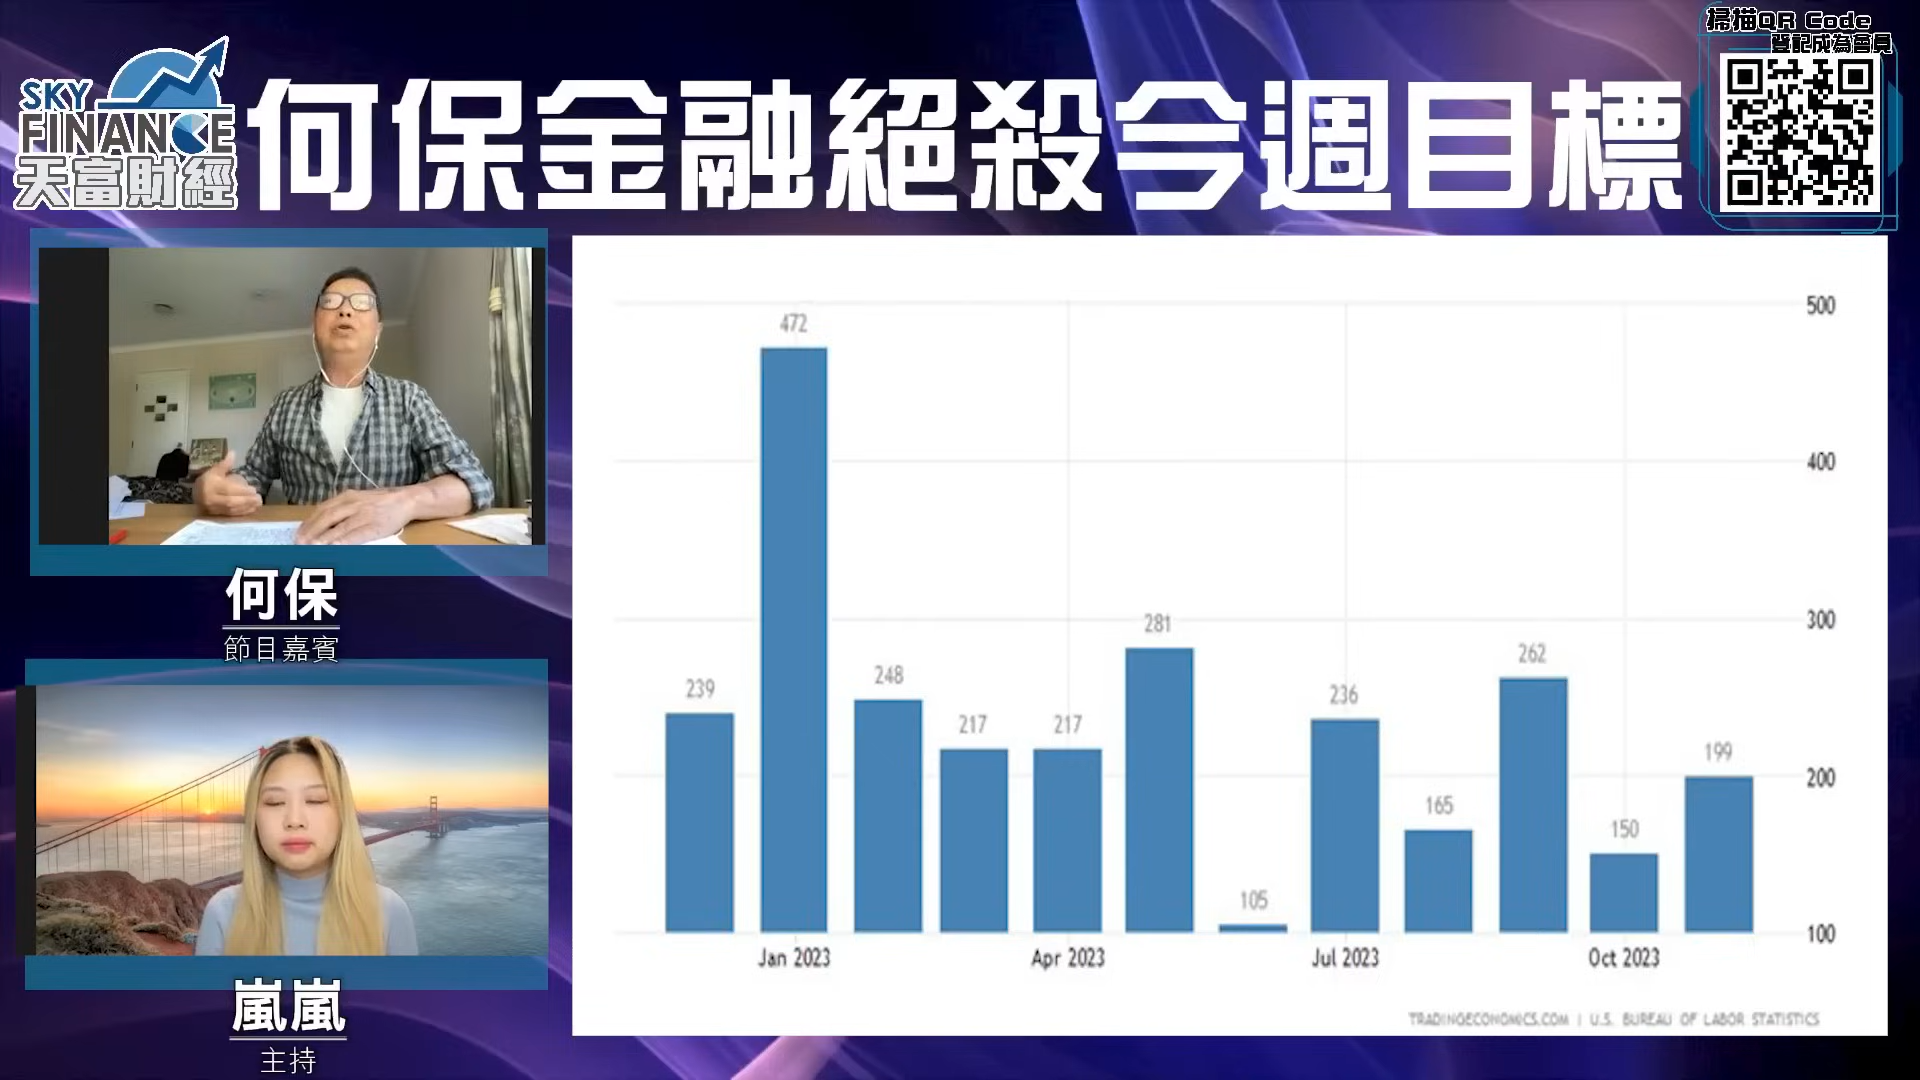 SKY
FINANCE
天富財經
何保金融絕殺今週目標
掃描QR Code
登記成為會員
何保
節目嘉賓
嵐嵐
主持
500
400
300
200
100
239
472
248
217
217
281
105
236
165
262
150
199
Jan 2023
Apr 2023
Jul 2023
Oct 2023
TRADINGECONOMICS.COM | U.S. BUREAU OF LABOR STATISTICS